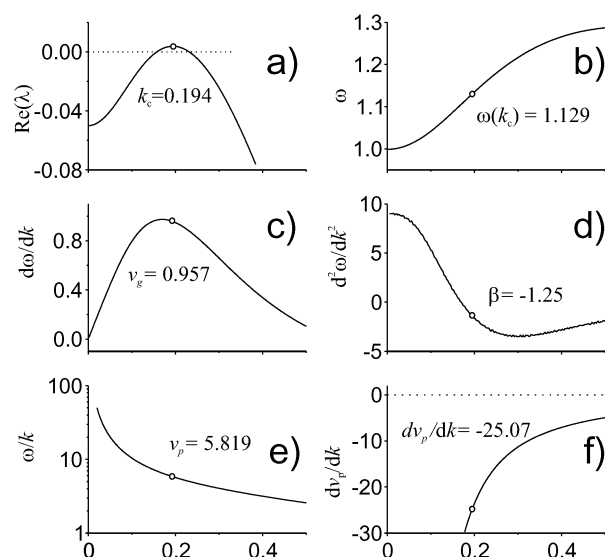 0.00
-0.04
-0.08
Re(λ)
a)
k_c=0.194
1.3
1.2
1.1
1.0
ω
b)
ω(k_c) = 1.129
0.8
0.4
0.0
dω/dk
c)
v_g = 0.957
10
5
0
-5
d²ω/dk²
d)
β= -1.25
100
10
1
ω/k
e)
v_p = 5.819
0 0.2 0.4
0
-10
-20
-30
dv_p/dk
f)
dv_p/dk= -25.07
0 0.2 0.4